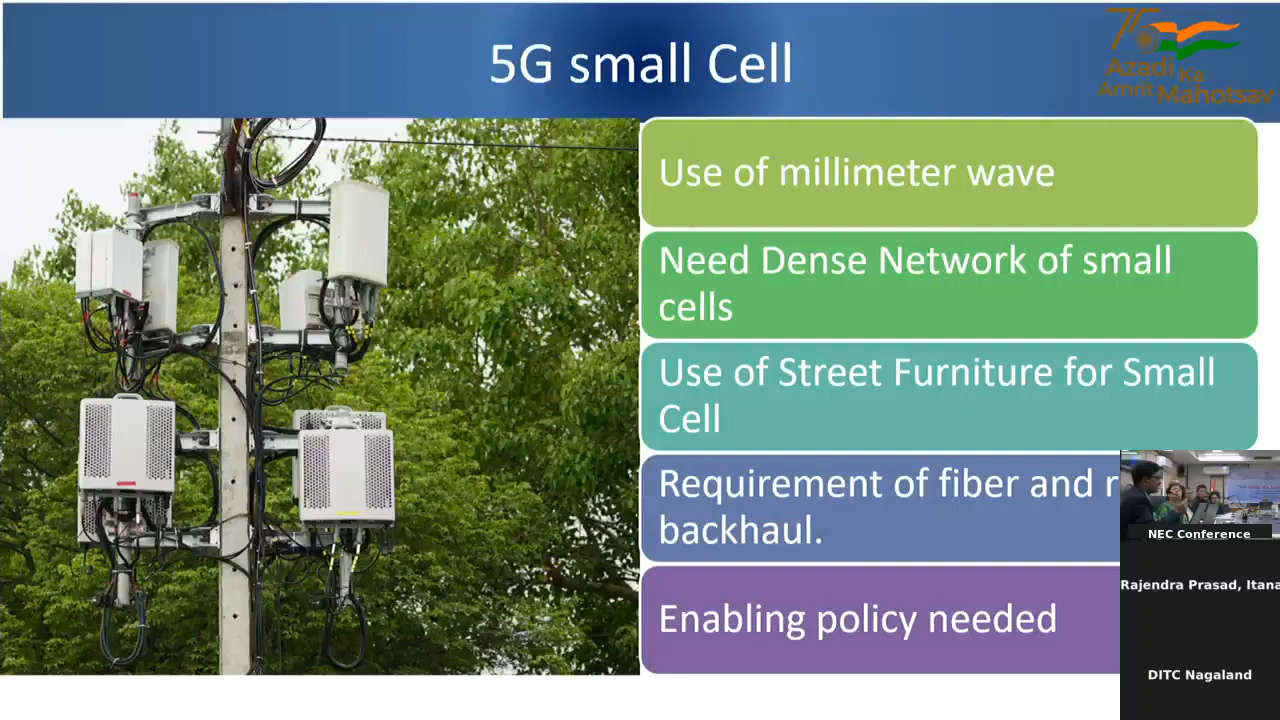 5G small Cell
75
Azadi
Ka
Amrit Mahotsav
Use of millimeter wave
Need Dense Network of small
cells
Use of Street Furniture for Small
Cell
Requirement of fiber and
backhaul.
Enabling policy needed
NEC Conference
Rajendra Prasad, Itana
DITC Nagaland